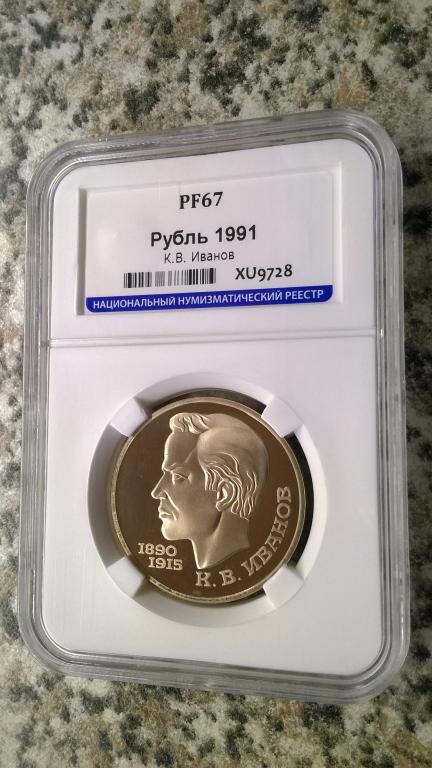 PF67
Рубль 1991
К.В. Иванов
XU9728
НАЦИОНАЛЬНЫЙ НУМИЗМАТИЧЕСКИЙ РЕЕСТР
1890
1915
К. В. ИВАНОВ